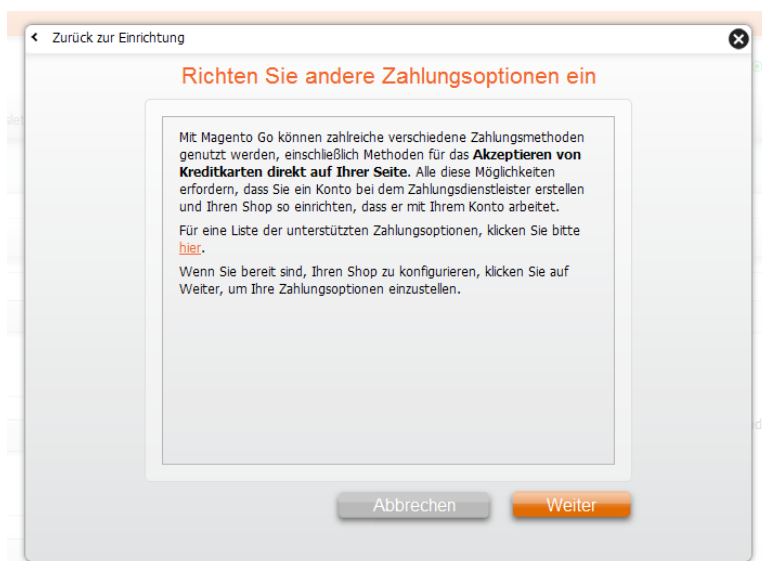 Zurück zur Einrichtung
Richten Sie andere Zahlungsoptionen ein
Mit Magento Go können zahlreiche verschiedene Zahlungsmethoden
genutzt werden, einschließlich Methoden für das Akzeptieren von
Kreditkarten direkt auf Ihrer Seite. Alle diese Möglichkeiten
erfordern, dass Sie ein Konto bei dem Zahlungsdienstleister erstellen
und Ihren Shop so einrichten, dass er mit Ihrem Konto arbeitet.
Für eine Liste der unterstützten Zahlungsoptionen, klicken Sie bitte
hier.
Wenn Sie bereit sind, Ihren Shop zu konfigurieren, klicken Sie auf
Weiter, um Ihre Zahlungsoptionen einzustellen.
Abbrechen
Weiter